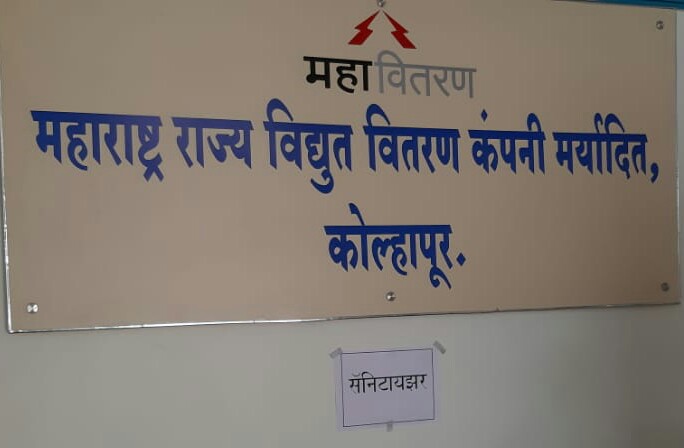 महावितरण
महाराष्ट्र राज्य विद्युत वितरण कंपनी मर्यादित,
कोल्हापूर.
सॅनिटायझर